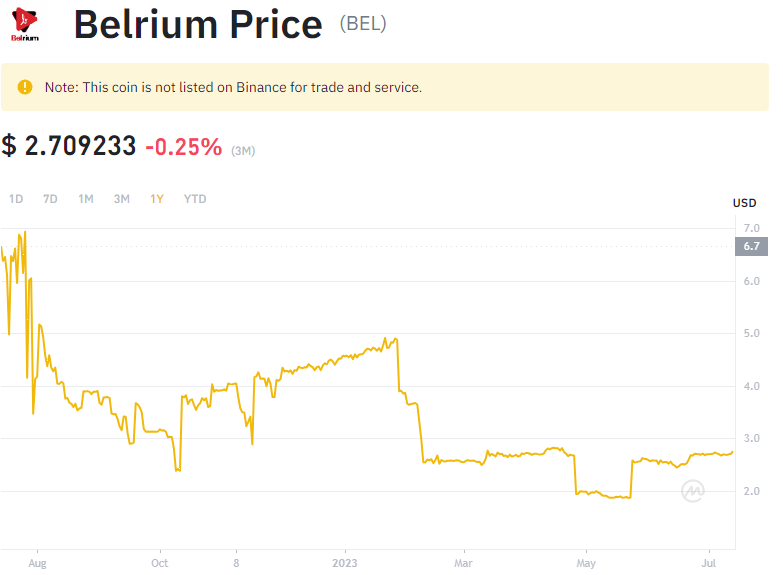 Belrium
Belrium Price (BEL)
Note: This coin is not listed on Binance for trade and service.
$ 2.709233 -0.25% (3M)
1D 7D 1M 3M 1Y YTD
USD
7.0
6.7
6.0
5.0
4.0
3.0
2.0
Aug Oct 8 2023 Mar May Jul